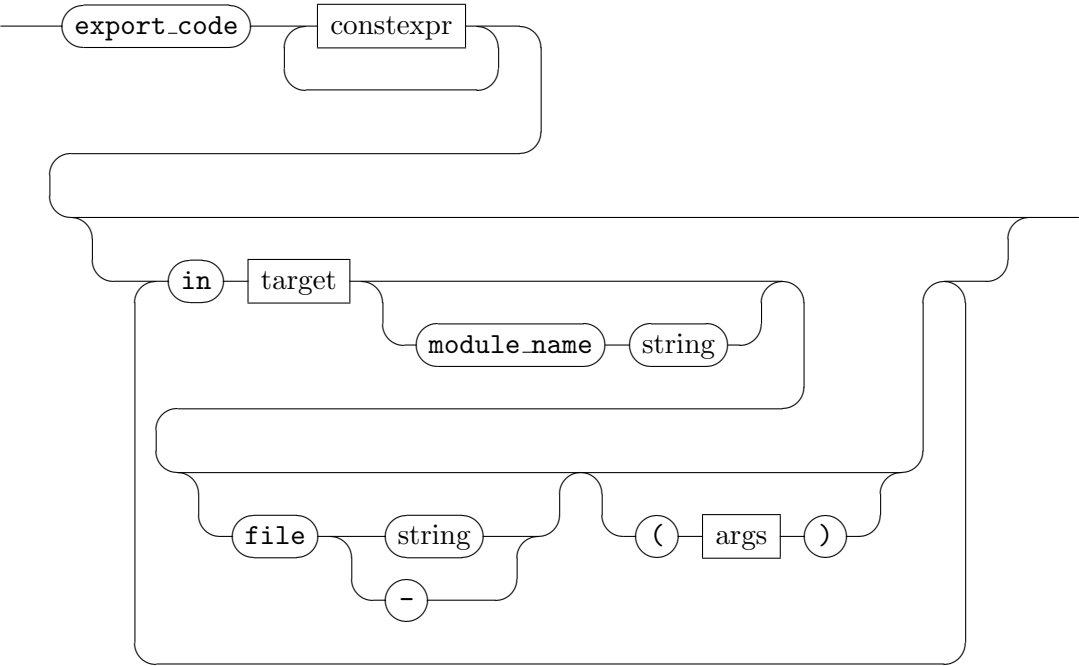 export_code constexpr
in target
module_name string
file string ( args )
-